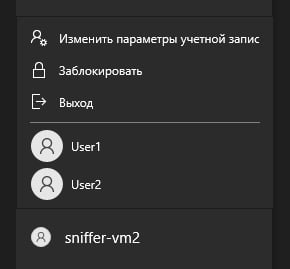 Изменить параметры учетной запис
Заблокировать
Выход
User1
User2
sniffer-vm2